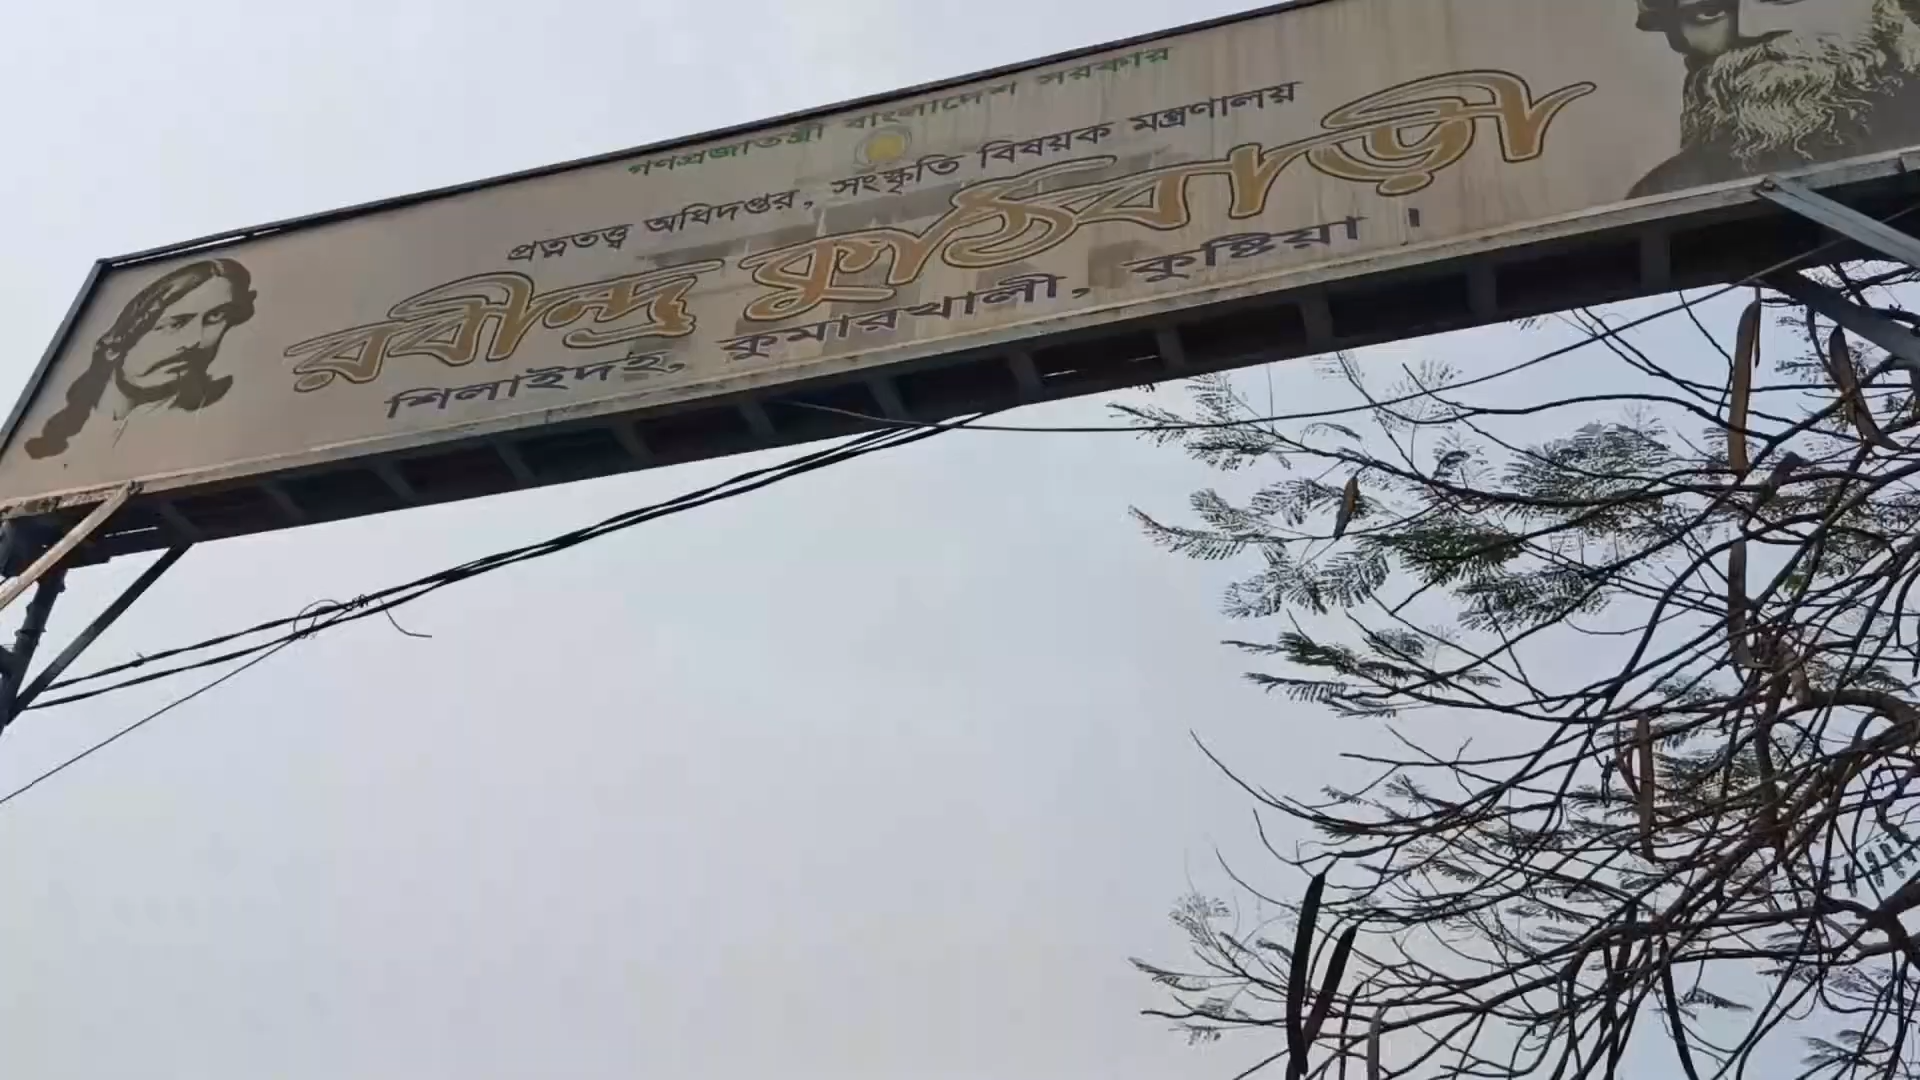 গণপ্রজাতন্ত্রী বাংলাদেশ সরকার
প্রত্নতত্ত্ব অধিদপ্তর, সংস্কৃতি বিষয়ক মন্ত্রণালয়
রবীন্দ্র কুঠিবাড়ী
শিলাইদহ, কুমারখালী, কুষ্টিয়া ।